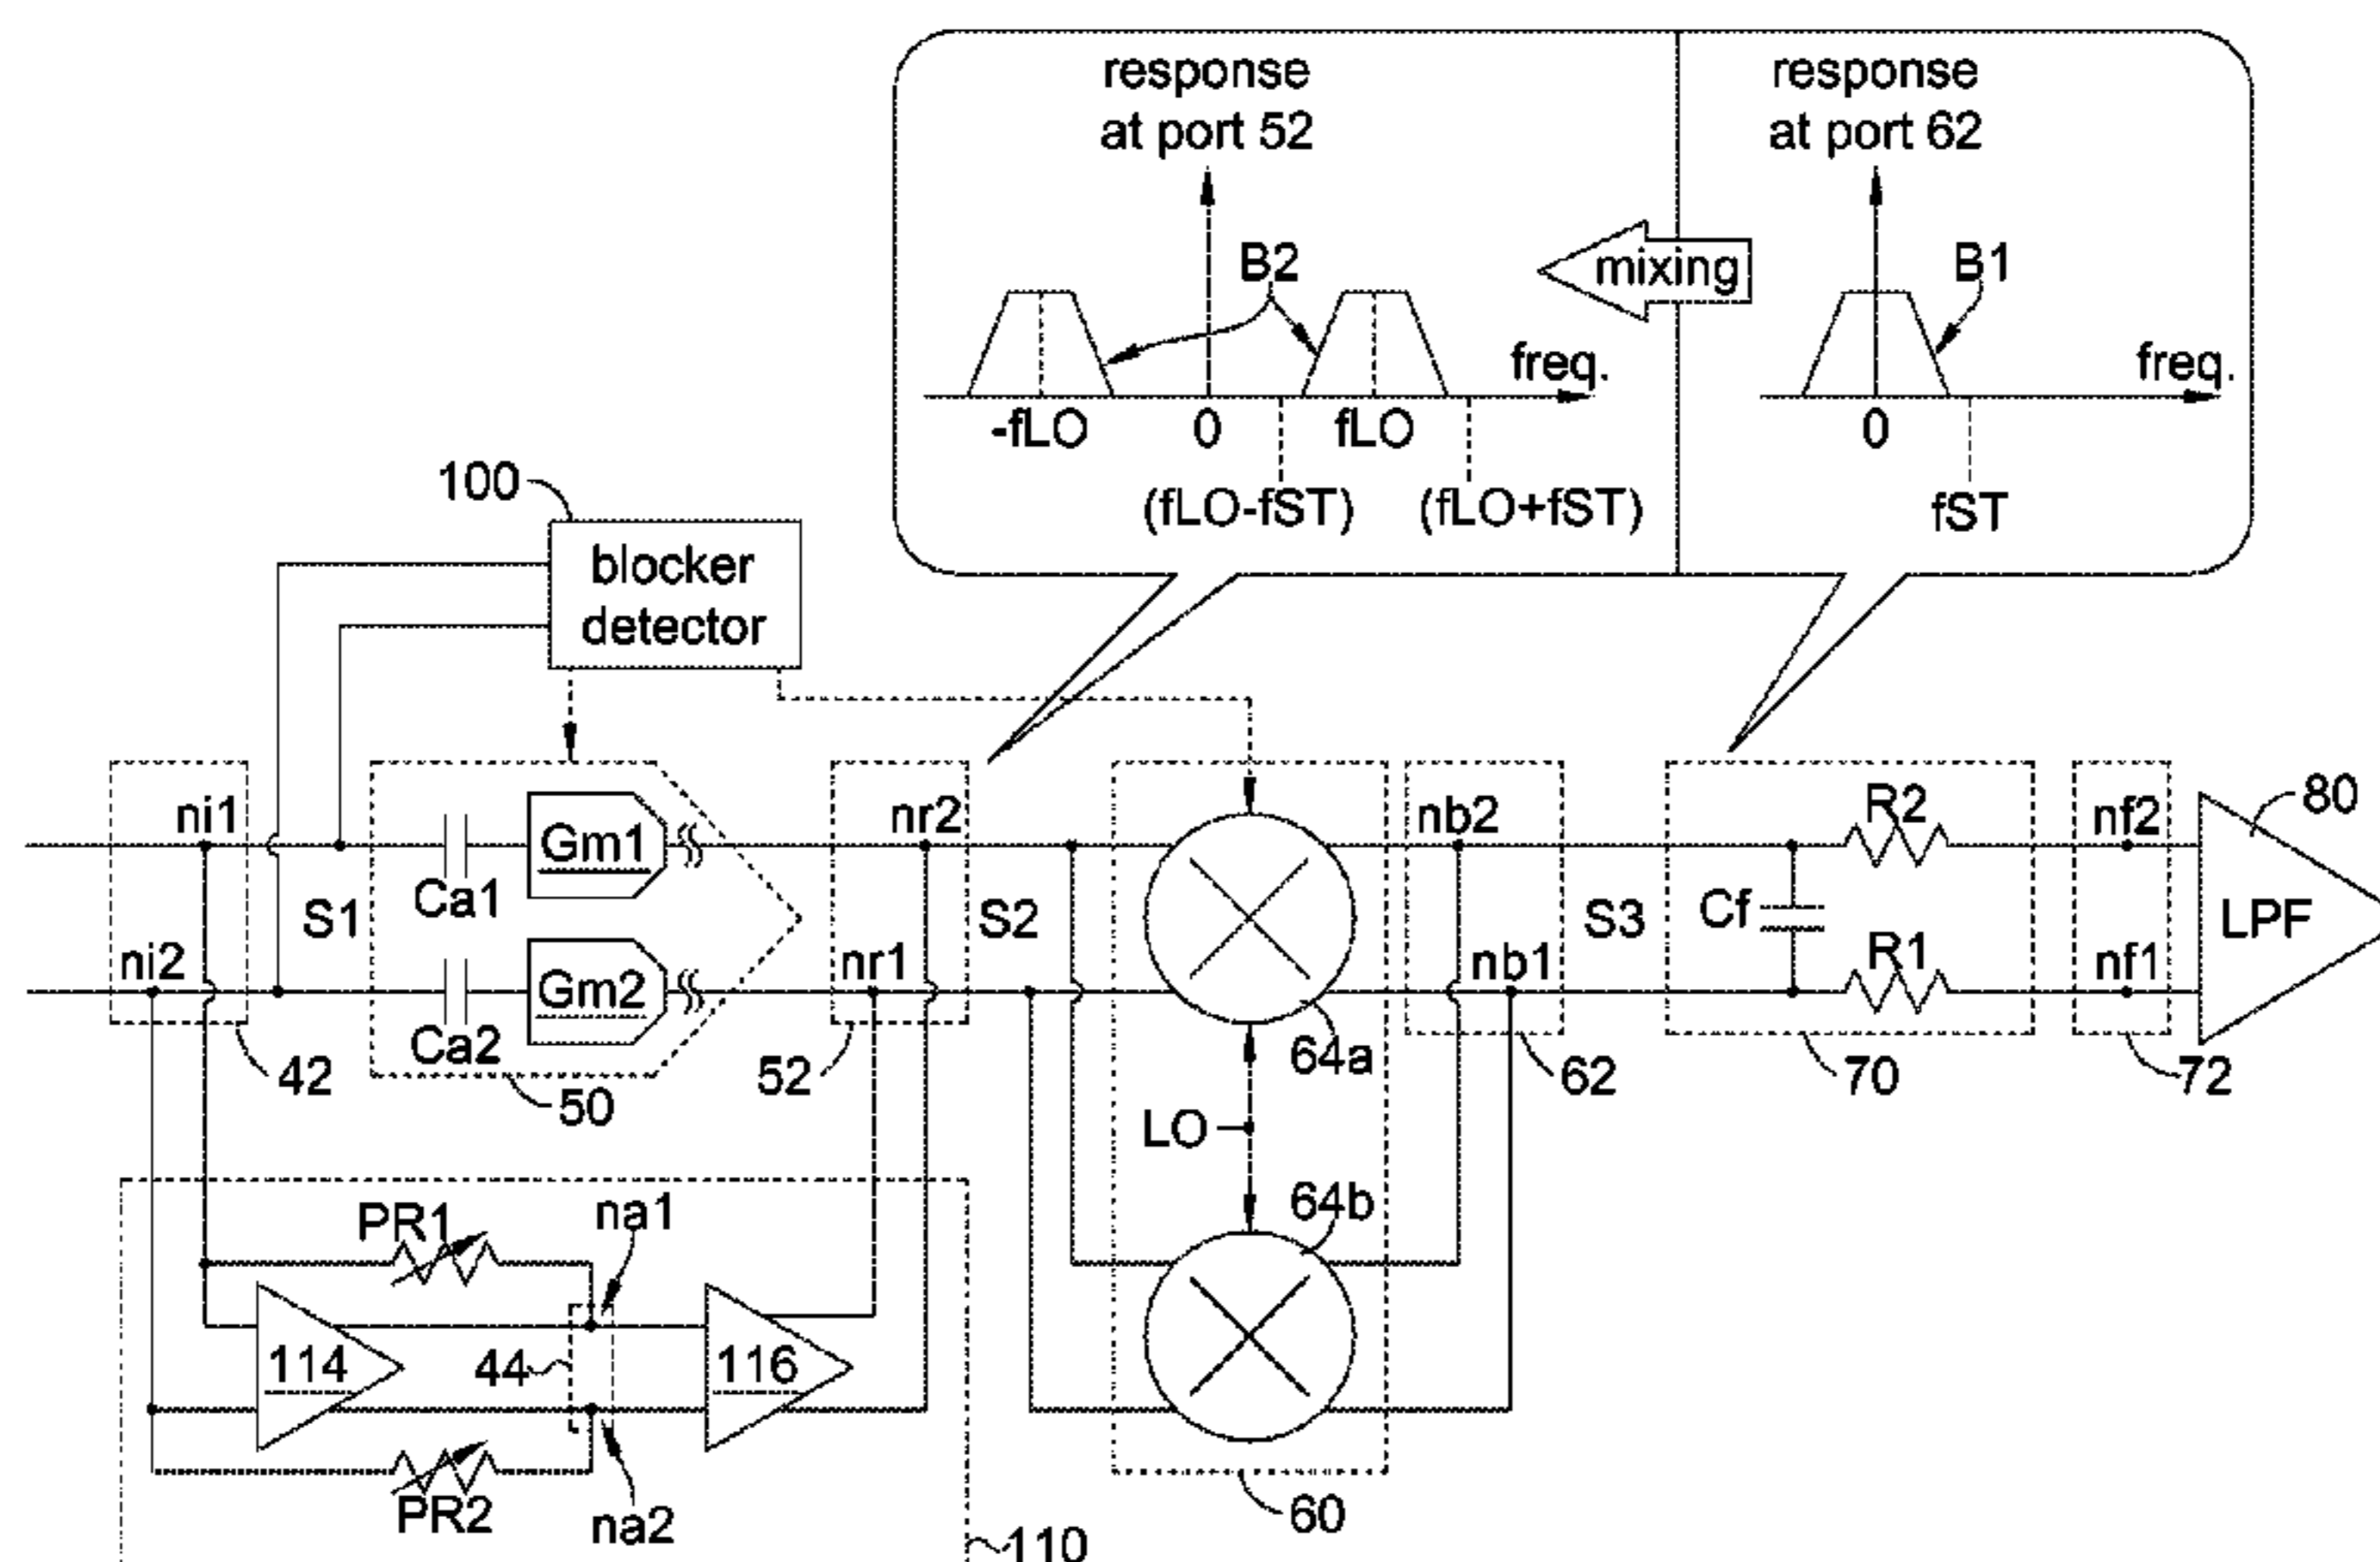 response
at port 52
response
at port 62
B2
mixing
B1
freq.
freq.
-fLO
0
fLO
0
(fLO-fST)
(fLO+fST)
fST
100
blocker
detector
ni1
Gm1
nr2
nb2
R2
nf2
80
S1
Ca1
S2
S3
Cf
LPF
ni2
Gm2
nr1
nb1
R1
nf1
Ca2
42
50
52
64a
62
70
72
LO
PR1
na1
64b
114
44
116
PR2
na2
60
110